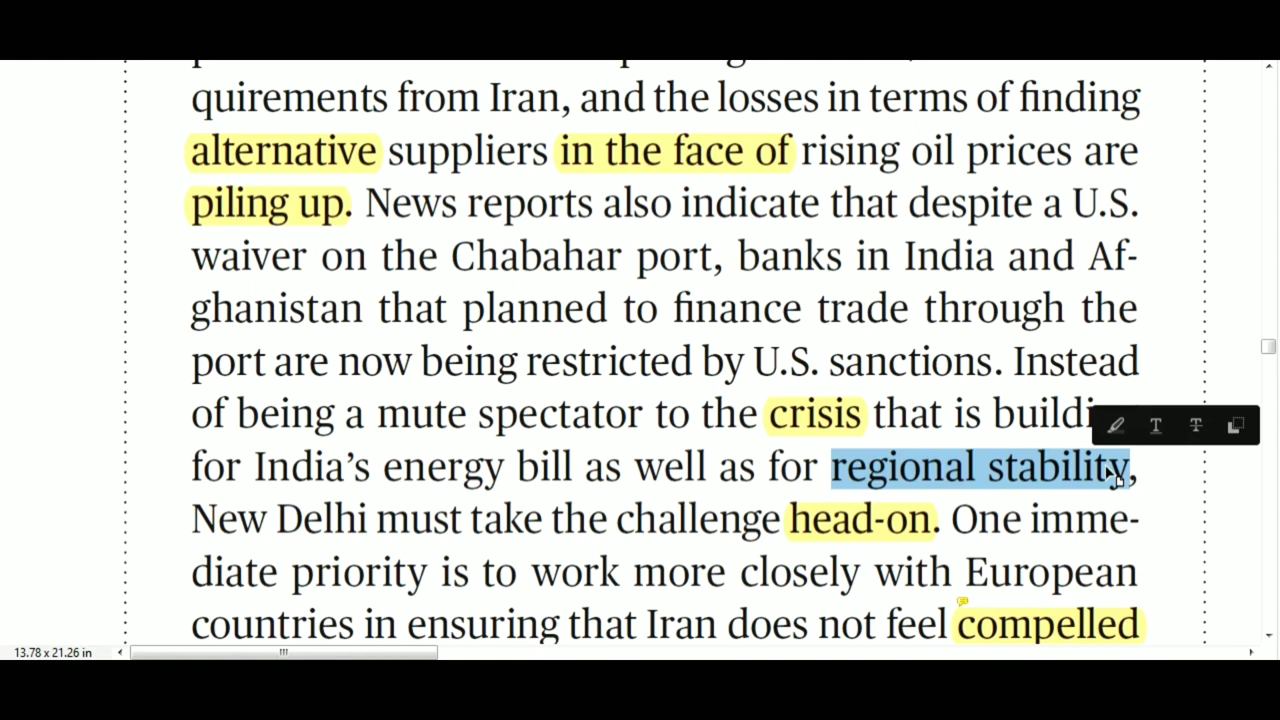 quirements from Iran, and the losses in terms of finding
alternative suppliers in the face of rising oil prices are
piling up. News reports also indicate that despite a U.S.
waiver on the Chabahar port, banks in India and Af-
ghanistan that planned to finance trade through the
port are now being restricted by U.S. sanctions. Instead
of being a mute spectator to the crisis that is buildi
for India’s energy bill as well as for regional stability,
New Delhi must take the challenge head-on. One imme-
diate priority is to work more closely with European
countries in ensuring that Iran does not feel compelled
13.78 x 21.26 in